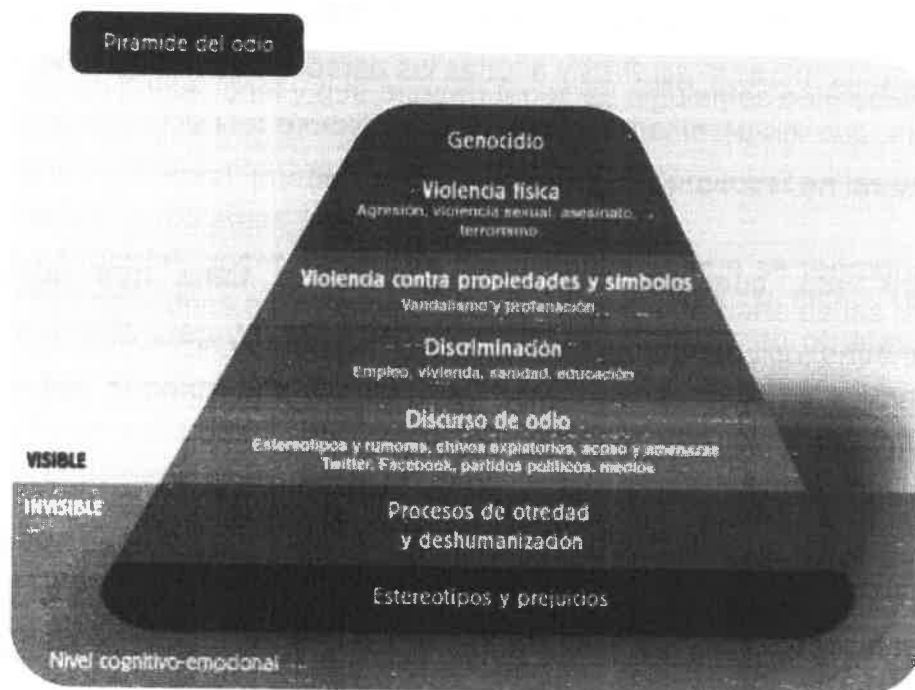 Pirámide del odio
Genocidio
Violencia física
Agresión, violencia sexual, asesinato,
terrorismo
Violencia contra propiedades y símbolos
Vandalismo y profanación
Discriminación
Empleo, vivienda, sanidad, educación
Discurso de odio
Estereotipos y rumores, chivos expiatorios, acoso y amenazas
Twitter, Facebook, partidos políticos, medios
VISIBLE
INVISIBLE
Procesos de otredad
y deshumanización
Estereotipos y prejuicios
Nivel cognitivo-emocional